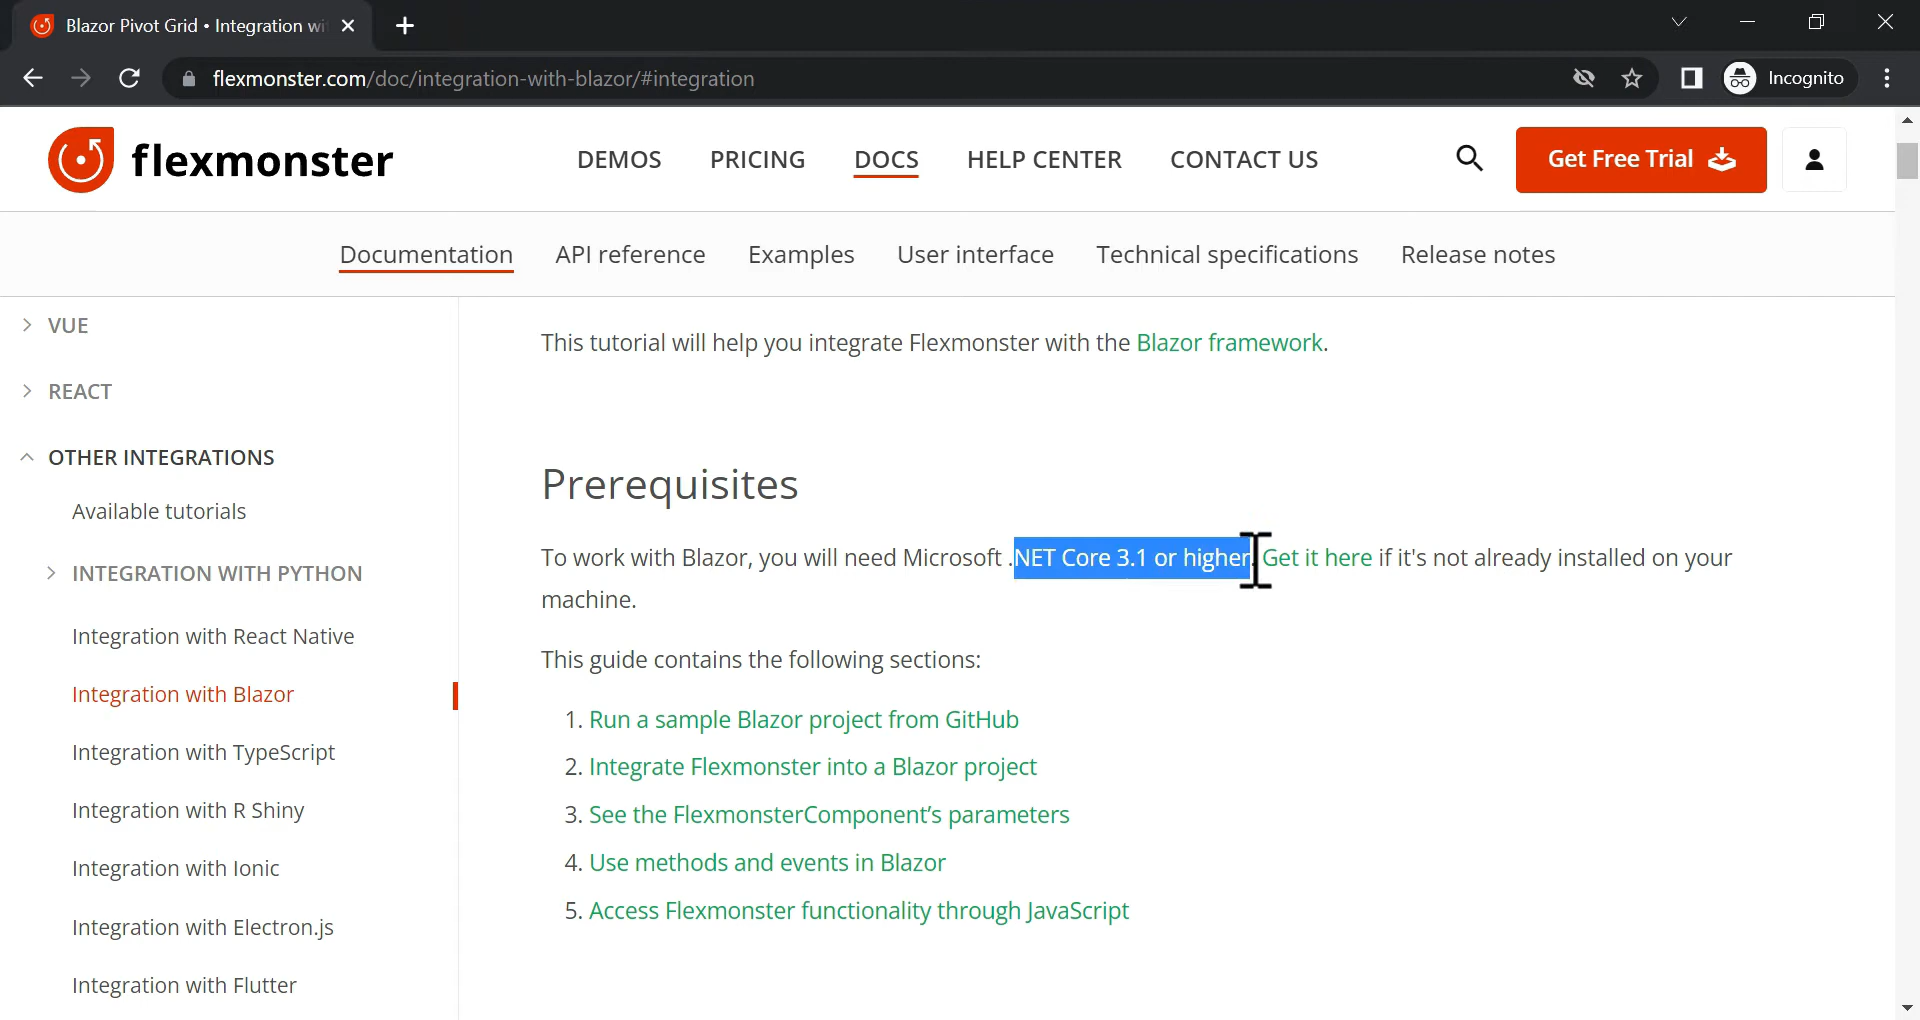 Blazor Pivot Grid • Integration wi
flexmonster.com/doc/integration-with-blazor/#integration
Incognito
flexmonster
DEMOS
PRICING
DOCS
HELP CENTER
CONTACT US
Get Free Trial
Documentation
API reference
Examples
User interface
Technical specifications
Release notes
VUE
REACT
OTHER INTEGRATIONS
Available tutorials
INTEGRATION WITH PYTHON
Integration with React Native
Integration with Blazor
Integration with TypeScript
Integration with R Shiny
Integration with Ionic
Integration with Electron.js
Integration with Flutter
This tutorial will help you integrate Flexmonster with the Blazor framework.
Prerequisites
To work with Blazor, you will need Microsoft .NET Core 3.1 or higher. Get it here if it's not already installed on your
machine.
This guide contains the following sections:
1. Run a sample Blazor project from GitHub
2. Integrate Flexmonster into a Blazor project
3. See the FlexmonsterComponent’s parameters
4. Use methods and events in Blazor
5. Access Flexmonster functionality through JavaScript